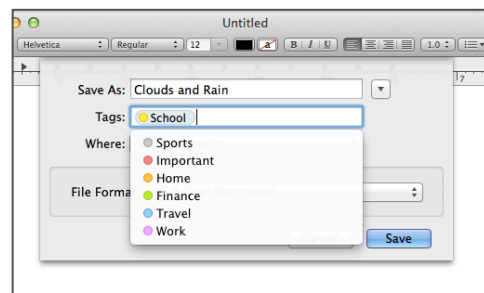 Untitled
Helvetica Regular 12 a B I U 1.0
7
Save As: Clouds and Rain
Tags: School
Where:
Sports
Important
Home
File Forma
Finance
Travel
Work
Save